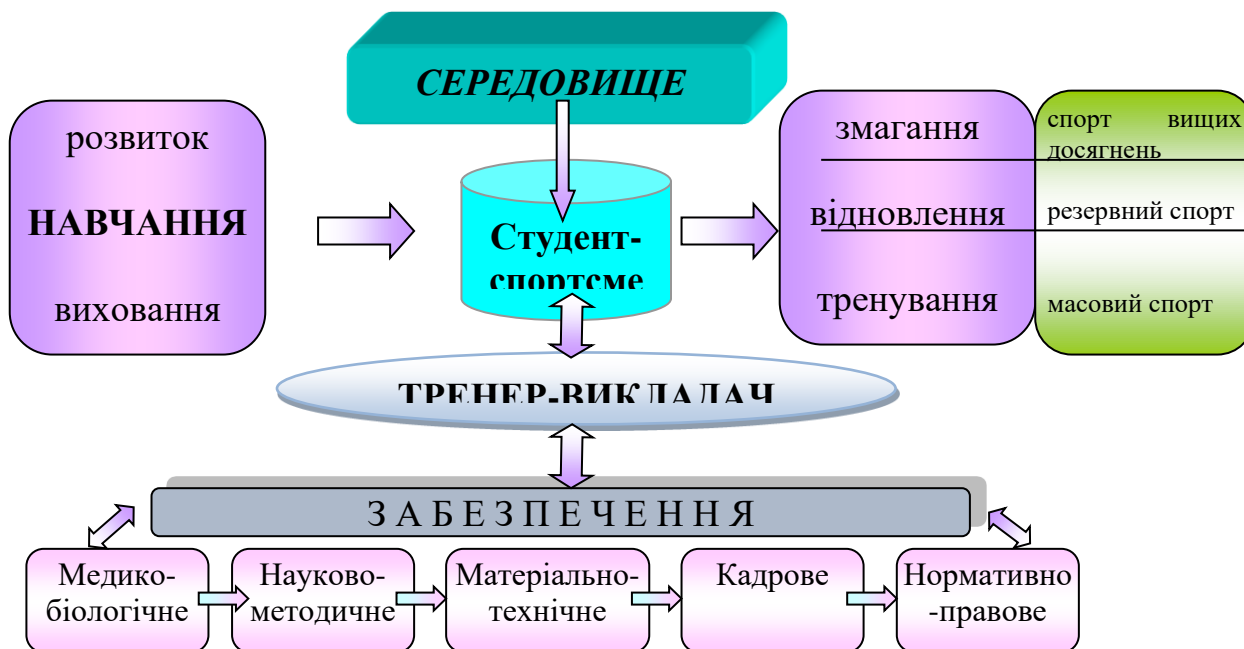 СЕРЕДОВИЩЕ
розвиток
НАВЧАННЯ
виховання
Студент-
спортсме
змагання
відновлення
тренування
спорт вищих
досягнень
резервний спорт
масовий спорт
ТРЕНЕР-ВИКЛАДАЧ
З А Б Е З П Е Ч Е Н Н Я
Медико-
біологічне
Науково-
методичне
Матеріально-
технічне
Кадрове
Нормативно
-правове